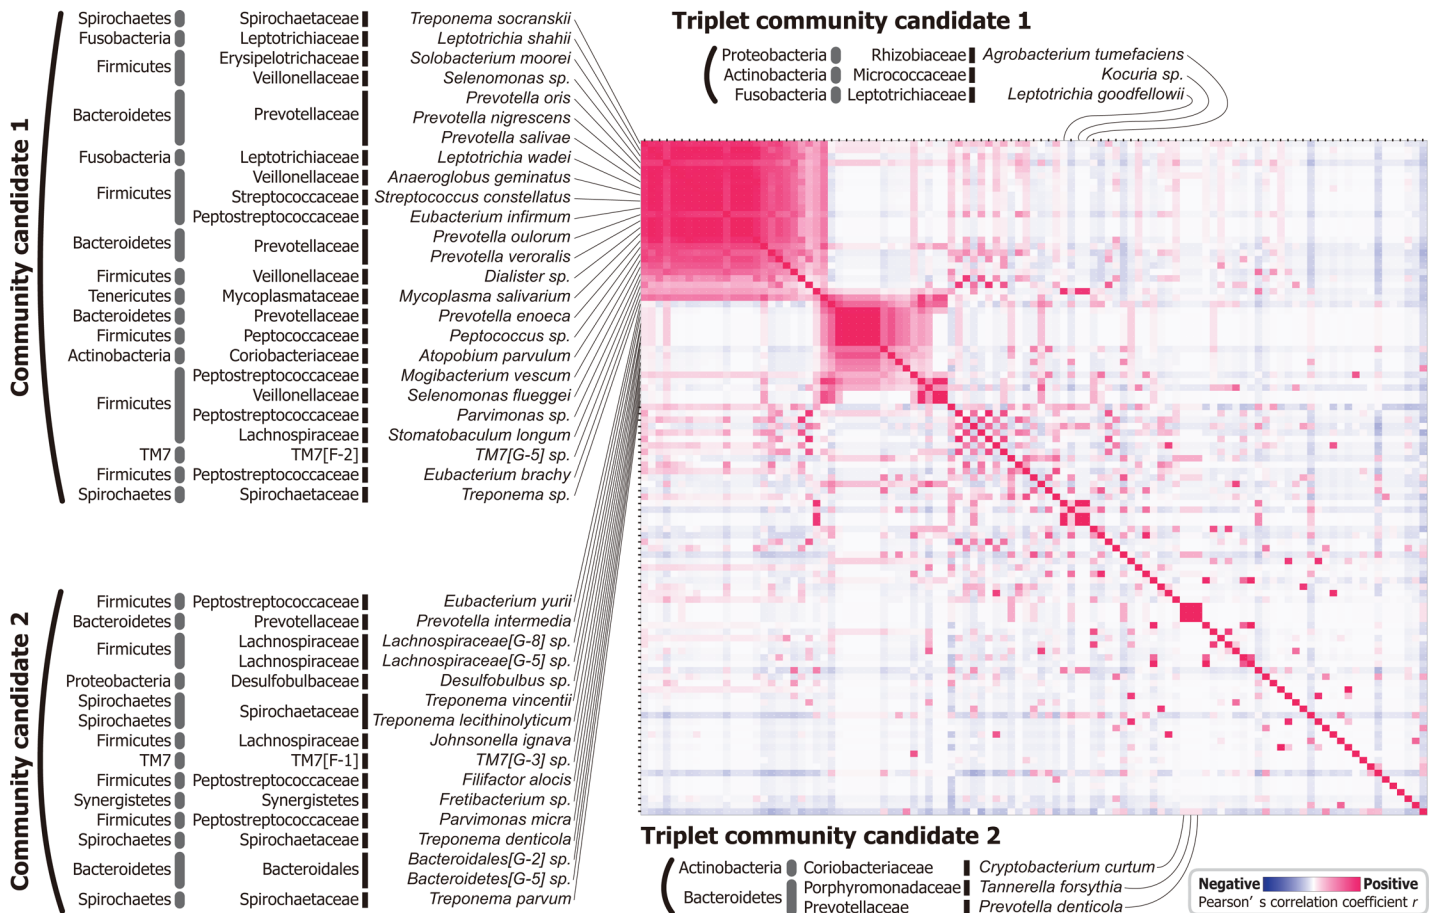 Community candidate 1
Spirochaetes Spirochaetaceae Treponema socranskii
Fusobacteria Leptotrichiaceae Leptotrichia shahii
Firmicutes Erysipelotrichaceae Solobacterium moorei
Veillonellaceae Selenomonas sp.
Bacteroidetes Prevotellaceae Prevotella oris
Prevotella nigrescens
Prevotella salivae
Fusobacteria Leptotrichiaceae Leptotrichia wadei
Firmicutes Veillonellaceae Anaeroglobus geminatus
Streptococcaceae Streptococcus constellatus
Peptostreptococcaceae Eubacterium infirmum
Bacteroidetes Prevotellaceae Prevotella oulorum
Prevotella veroralis
Firmicutes Veillonellaceae Dialister sp.
Tenericutes Mycoplasmataceae Mycoplasma salivarium
Bacteroidetes Prevotellaceae Prevotella enoeca
Firmicutes Peptococcaceae Peptococcus sp.
Actinobacteria Coriobacteriaceae Atopobium parvulum
Firmicutes Peptostreptococcaceae Mogibacterium vescum
Veillonellaceae Selenomonas flueggei
Peptostreptococcaceae Parvimonas sp.
Lachnospiraceae Stomatobaculum longum
TM7 TM7[F-2] TM7[G-5] sp.
Firmicutes Peptostreptococcaceae Eubacterium brachy
Spirochaetes Spirochaetaceae Treponema sp.
Community candidate 2
Firmicutes Peptostreptococcaceae Eubacterium yurii
Bacteroidetes Prevotellaceae Prevotella intermedia
Firmicutes Lachnospiraceae Lachnospiraceae[G-8] sp.
Lachnospiraceae Lachnospiraceae[G-5] sp.
Proteobacteria Desulfobulbaceae Desulfobulbus sp.
Spirochaetes Spirochaetaceae Treponema vincentii
Spirochaetes Treponema lecithinolyticum
Firmicutes Lachnospiraceae Johnsonella ignava
TM7 TM7[F-1] TM7[G-3] sp.
Firmicutes Peptostreptococcaceae Filifactor alocis
Synergistetes Synergistetes Fretibacterium sp.
Firmicutes Peptostreptococcaceae Parvimonas micra
Spirochaetes Spirochaetaceae Treponema denticola
Bacteroidetes Bacteroidales Bacteroidales[G-2] sp.
Bacteroidetes[G-5] sp.
Spirochaetes Spirochaetaceae Treponema parvum
Triplet community candidate 1
Proteobacteria Rhizobiaceae Agrobacterium tumefaciens
Actinobacteria Micrococcaceae Kocuria sp.
Fusobacteria Leptotrichiaceae Leptotrichia goodfellowii
Triplet community candidate 2
Actinobacteria Coriobacteriaceae Cryptobacterium curtum
Bacteroidetes Porphyromonadaceae Tannerella forsythia
Prevotellaceae Prevotella denticola
Negative Positive
Pearson' s correlation coefficient r